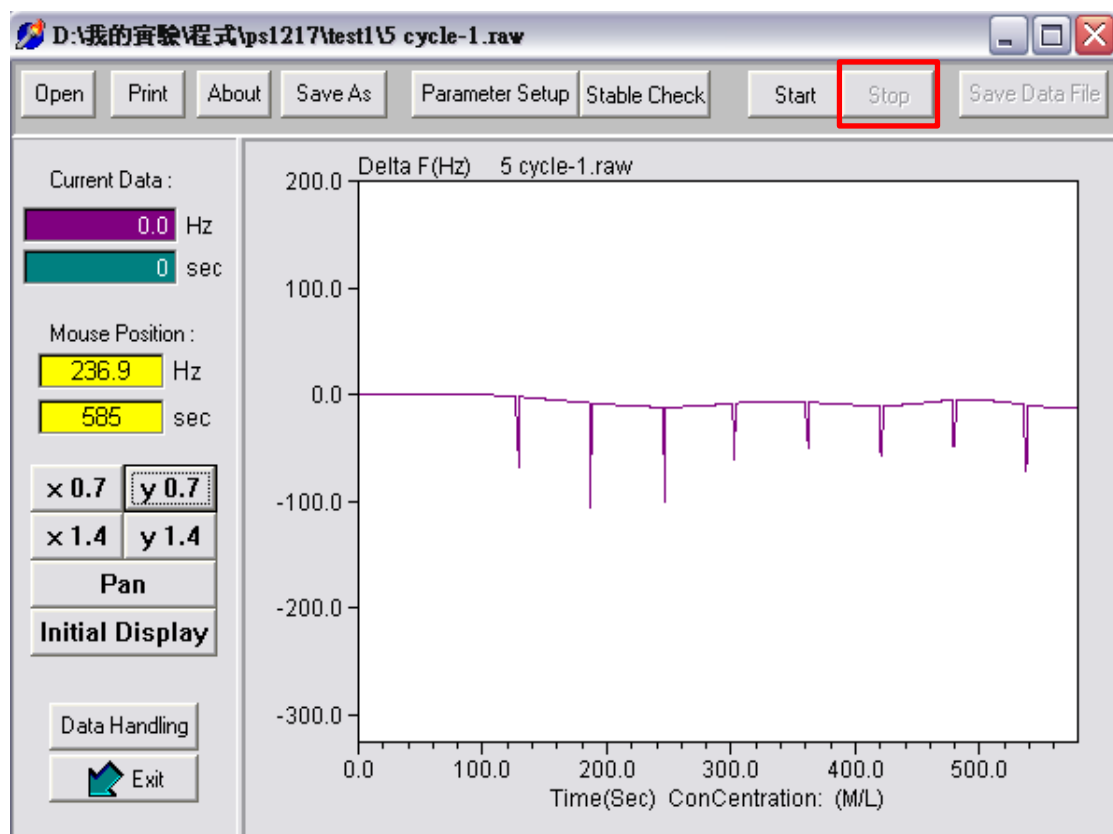 D:\我的實驗\程式\ps1217\test1\5 cycle-1.raw
Open Print About Save As Parameter Setup Stable Check Start Stop Save Data File
Current Data :
0.0 Hz
0 sec
Mouse Position :
236.9 Hz
585 sec
x 0.7 y 0.7
x 1.4 y 1.4
Pan
Initial Display
Data Handling
Exit
Delta F(Hz) 5 cycle-1.raw
200.0
100.0
0.0
-100.0
-200.0
-300.0
0.0 100.0 200.0 300.0 400.0 500.0
Time(Sec) ConCentration: (M/L)